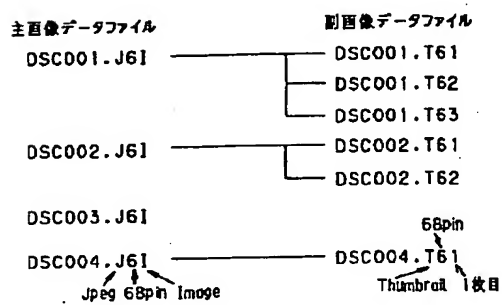 主画像データファイル 副画像データファイル
DSC001.J6I DSC001.T61
DSC001.T62
DSC001.T63
DSC002.J6I DSC002.T61
DSC002.T62
DSC003.J6I
68pin
DSC004.J6I DSC004.T61
Jpeg 68pin Image Thumbnail 1枚目